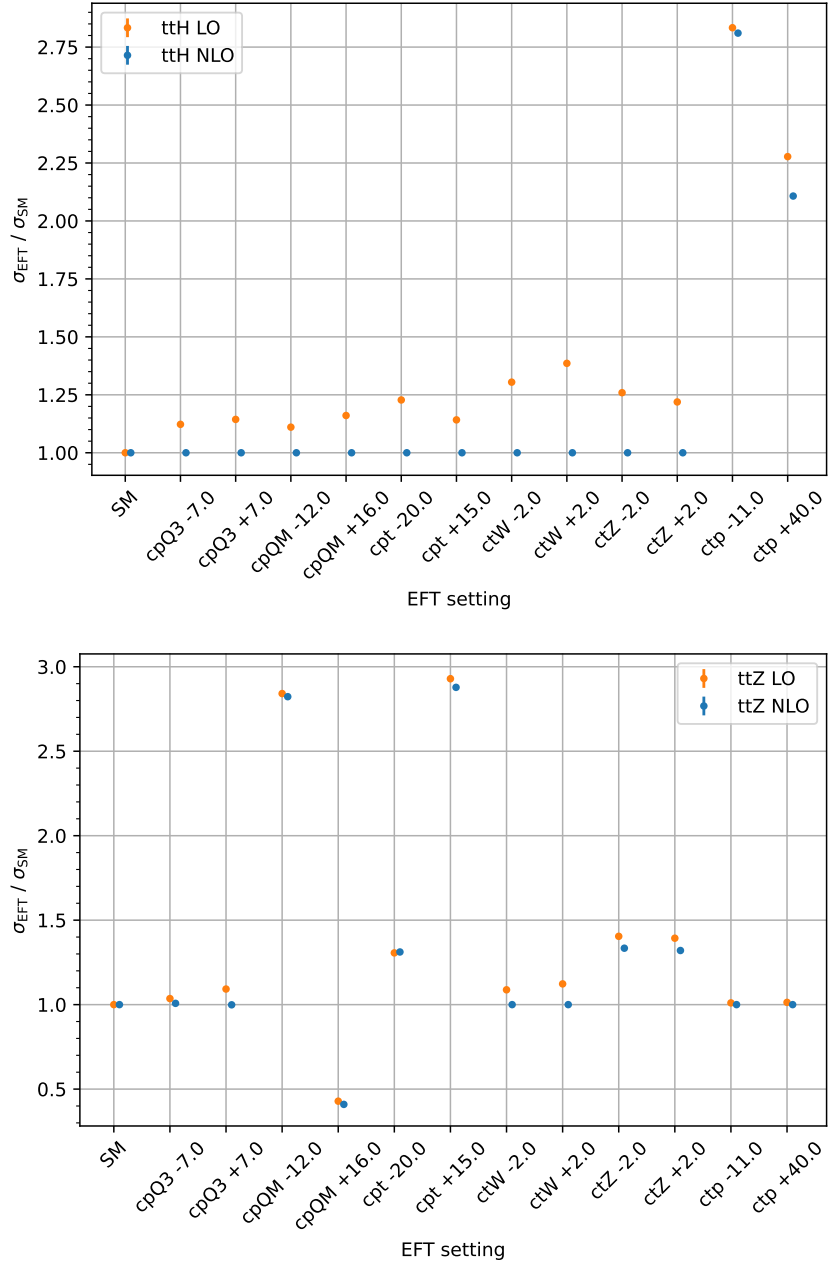 ttH LO
ttH NLO
2.75
2.50
2.25
2.00
1.75
1.50
1.25
1.00
σEFT / σSM
SM
cpQ3 -7.0
cpQ3 +7.0
cpQM -12.0
cpQM +16.0
cpt -20.0
cpt +15.0
ctW -2.0
ctW +2.0
ctZ -2.0
ctZ +2.0
ctp -11.0
ctp +40.0
EFT setting
ttZ LO
ttZ NLO
3.0
2.5
2.0
1.5
1.0
0.5
σEFT / σSM
SM
cpQ3 -7.0
cpQ3 +7.0
cpQM -12.0
cpQM +16.0
cpt -20.0
cpt +15.0
ctW -2.0
ctW +2.0
ctZ -2.0
ctZ +2.0
ctp -11.0
ctp +40.0
EFT setting